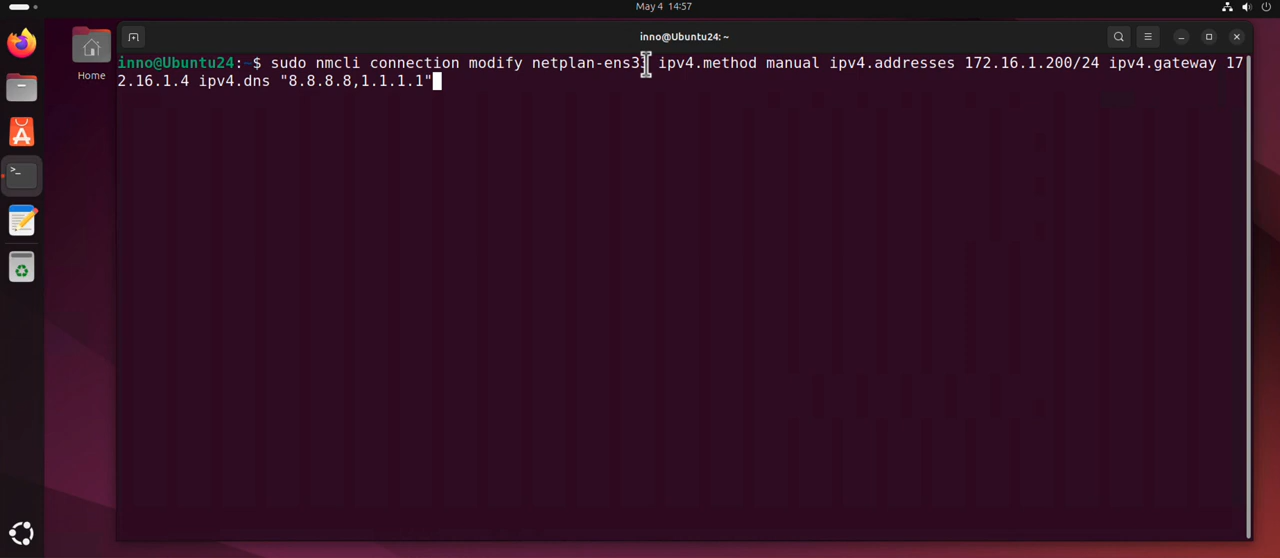 May 4 14:57
inno@Ubuntu24: ~
Home
inno@Ubuntu24:~$ sudo nmcli connection modify netplan-ens33 ipv4.method manual ipv4.addresses 172.16.1.200/24 ipv4.gateway 17
2.16.1.4 ipv4.dns "8.8.8.8,1.1.1.1"